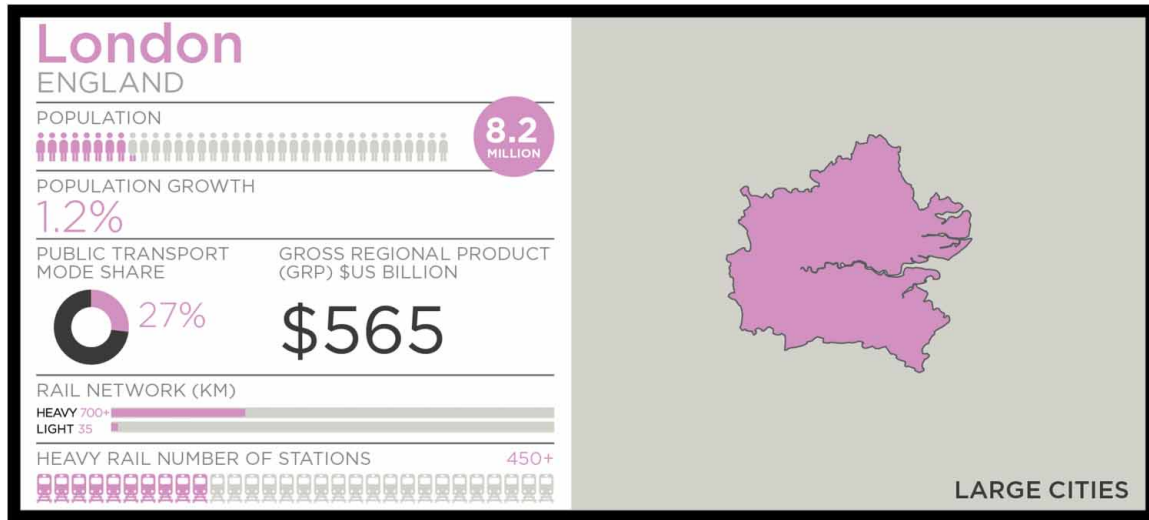 London
ENGLAND
POPULATION
8.2
MILLION
POPULATION GROWTH
1.2%
PUBLIC TRANSPORT
MODE SHARE
27%
GROSS REGIONAL PRODUCT
(GRP) $US BILLION
$565
RAIL NETWORK (KM)
HEAVY 700+
LIGHT 35
HEAVY RAIL NUMBER OF STATIONS 450+
LARGE CITIES